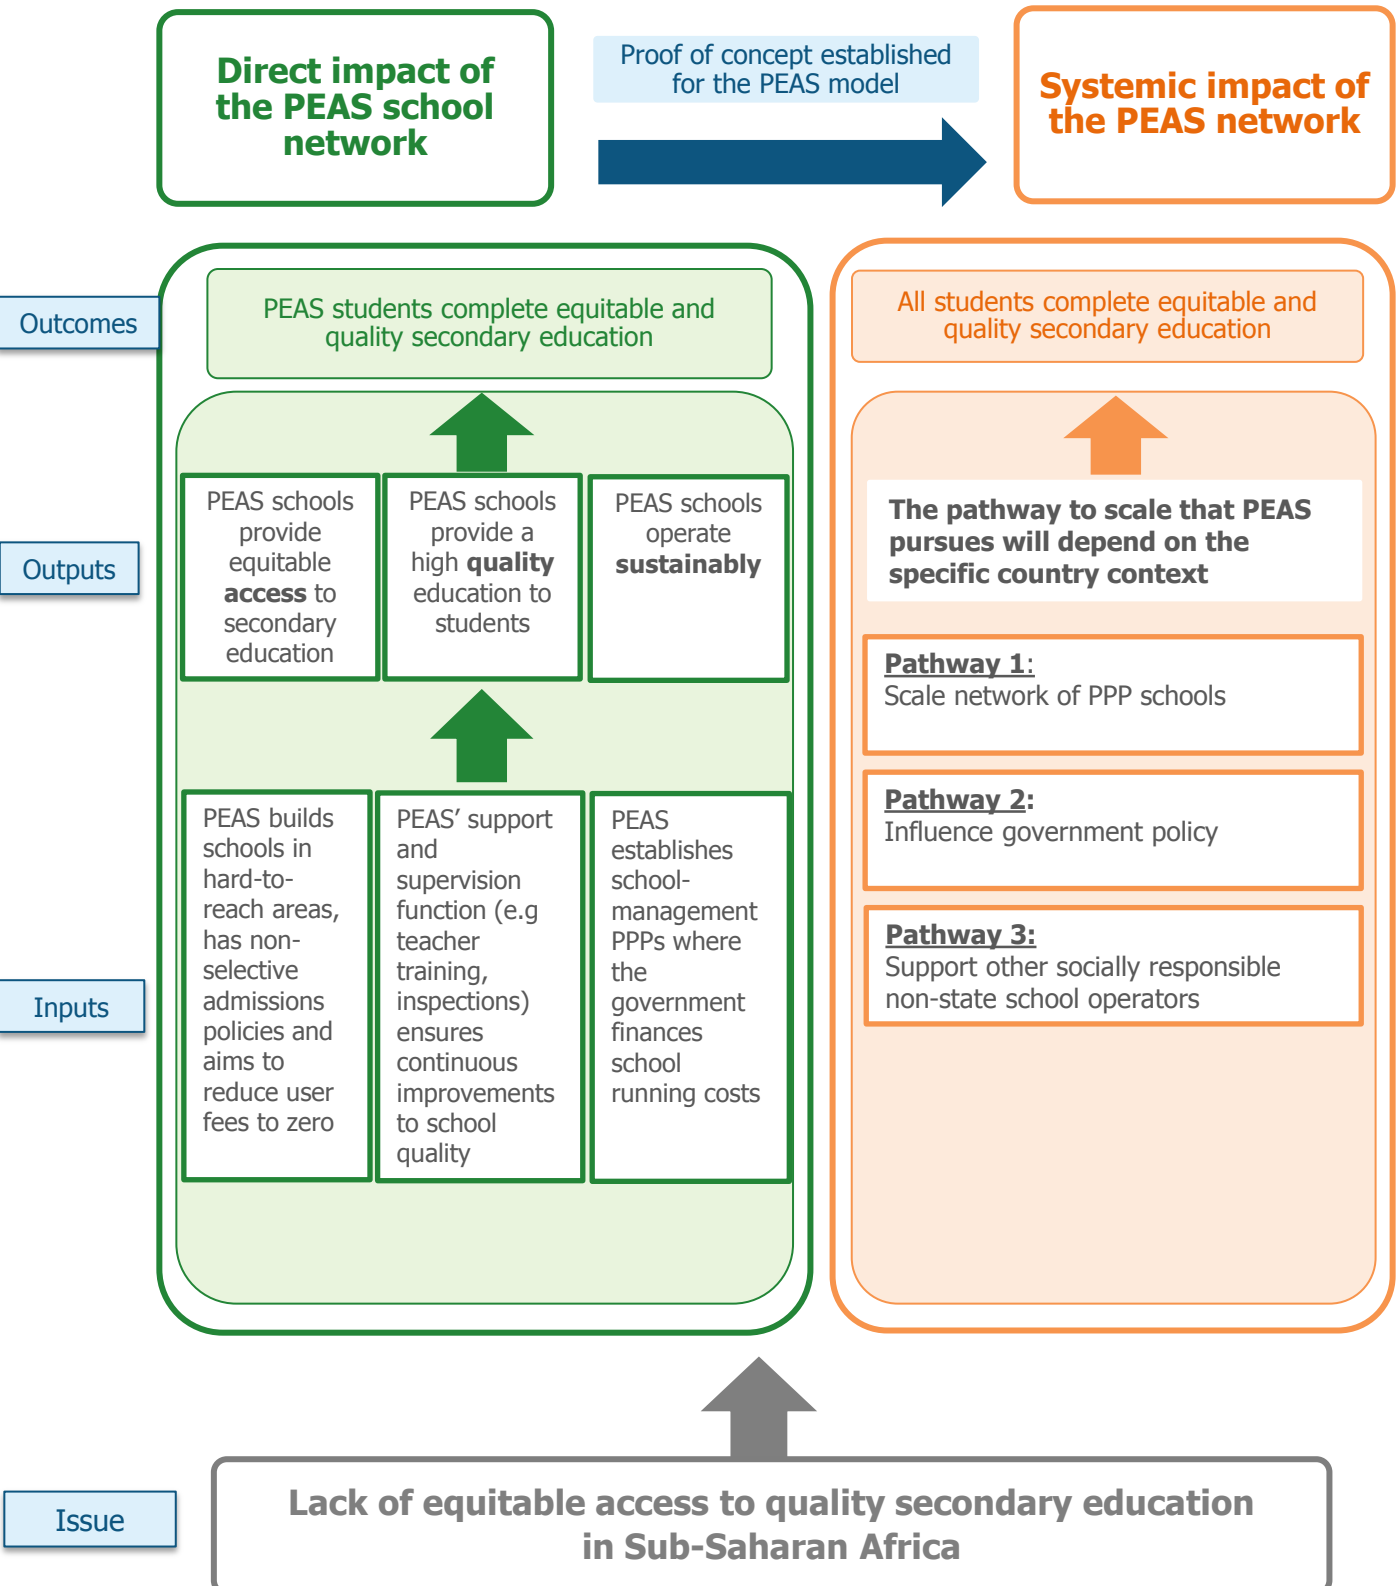 Direct impact of
the PEAS school
network
Proof of concept established
for the PEAS model
Systemic impact of
the PEAS network
Outcomes
PEAS students complete equitable and
quality secondary education
All students complete equitable and
quality secondary education
Outputs
PEAS schools
provide
equitable
access to
secondary
education
PEAS schools
provide a
high quality
education to
students
PEAS schools
operate
sustainably
The pathway to scale that PEAS
pursues will depend on the
specific country context
Pathway 1:
Scale network of PPP schools
Pathway 2:
Influence government policy
Pathway 3:
Support other socially responsible
non-state school operators
Inputs
PEAS builds
schools in
hard-to-
reach areas,
has non-
selective
admissions
policies and
aims to
reduce user
fees to zero
PEAS’ support
and
supervision
function (e.g
teacher
training,
inspections)
ensures
continuous
improvements
to school
quality
PEAS
establishes
school-
management
PPPs where
the
government
finances
school
running costs
Issue
Lack of equitable access to quality secondary education
in Sub-Saharan Africa